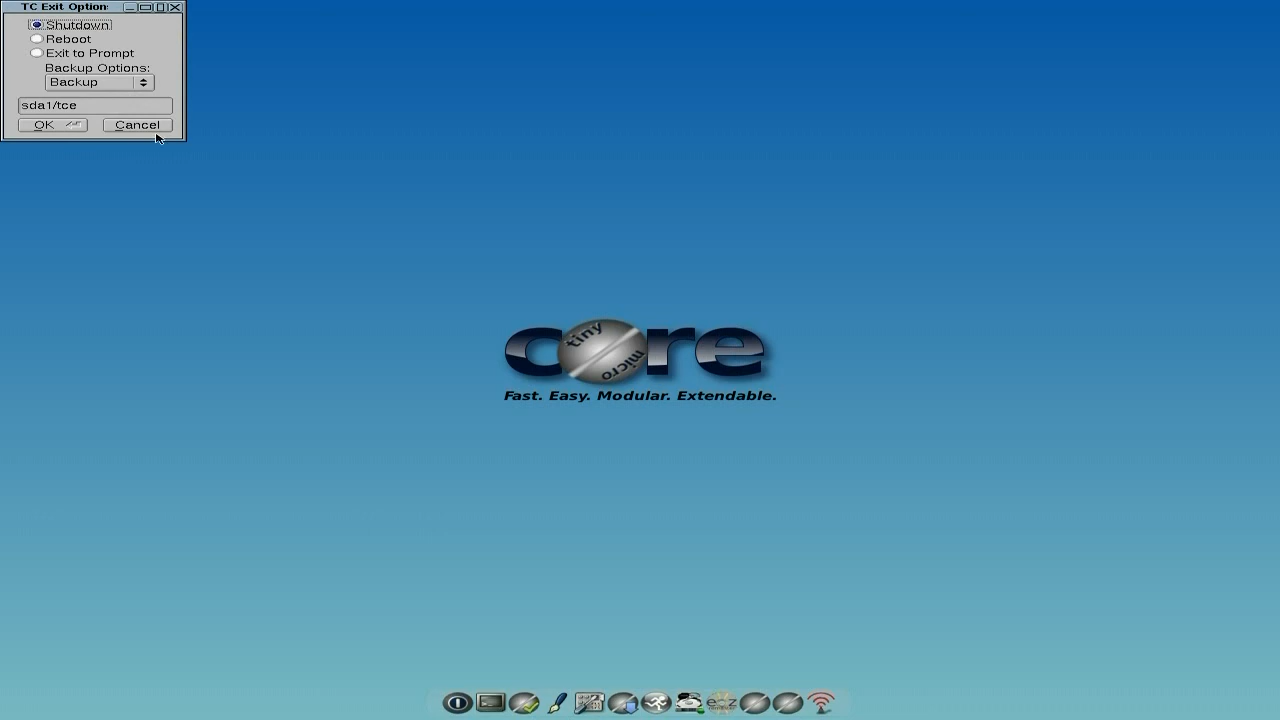 TC Exit Option
Shutdown
Reboot
Exit to Prompt
Backup Options:
Backup
sda1/tce
OK
Cancel
core
tiny
micro
Fast. Easy. Modular. Extendable.